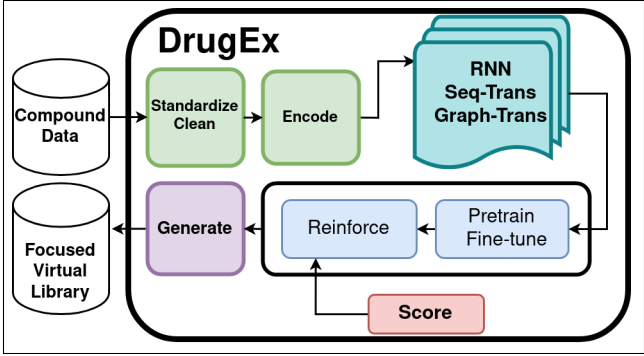 DrugEx
Compound
Data
Standardize
Clean
Encode
RNN
Seq-Trans
Graph-Trans
Focused
Virtual
Library
Generate
Reinforce
Pretrain
Fine-tune
Score